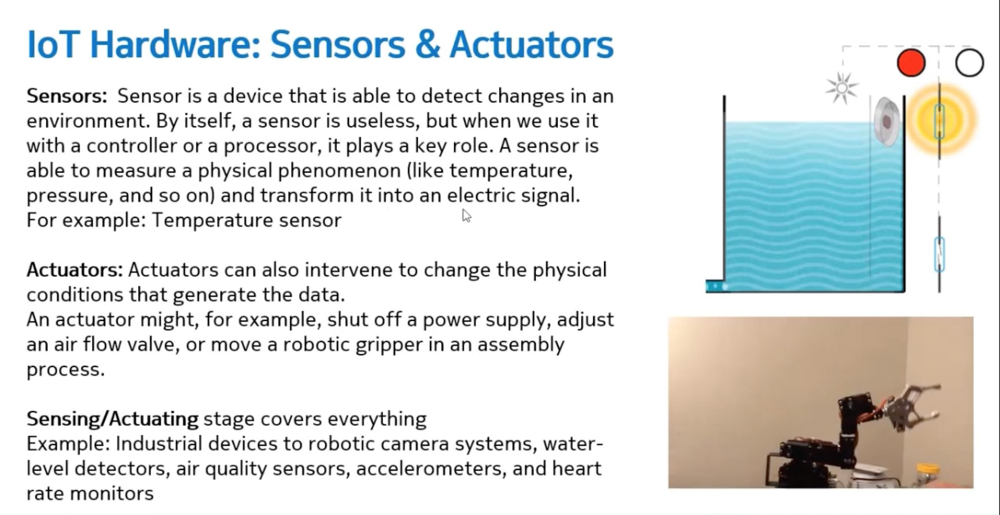 IoT Hardware: Sensors & Actuators
Sensors: Sensor is a device that is able to detect changes in an
environment. By itself, a sensor is useless, but when we use it
with a controller or a processor, it plays a key role. A sensor is
able to measure a physical phenomenon (like temperature,
pressure, and so on) and transform it into an electric signal.
For example: Temperature sensor
Actuators: Actuators can also intervene to change the physical
conditions that generate the data.
An actuator might, for example, shut off a power supply, adjust
an air flow valve, or move a robotic gripper in an assembly
process.
Sensing/Actuating stage covers everything
Example: Industrial devices to robotic camera systems, water-
level detectors, air quality sensors, accelerometers, and heart
rate monitors